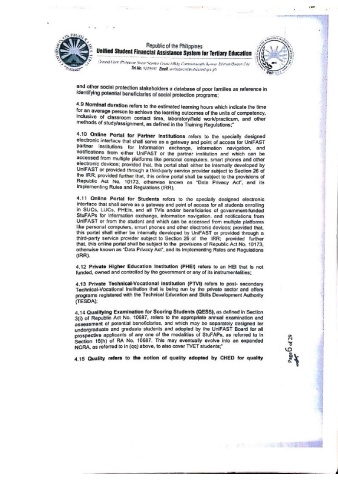 Republic of the Philippines
Unified Student Financial Assistance System for Tertiary Education
and other social protection stakeholders a database of poor families as reference in
identifying potential beneficiaries of social protection programs;
4.9 Nominal duration refers to the estimated learning hours which indicate the time
for an average person to achieve the learning outcomes of the units of competency,
inclusive of classroom contact time, laboratory/field work/practicum, and other
methods of study/assignment, as defined in the Training Regulations;"
4.10 Online Portal for Partner Institutions refers to the specially designed
electronic interface that shall serve as a gateway and point of access for UniFAST
partner institutions for information exchange, information navigation, and
notifications from either UniFAST or the partner institution and which can be
accessed from multiple platforms like personal computers, smart phones and other
electronic devices; provided that, this portal shall either be internally developed by
UniFAST or provided through a third-party service provider subject to Section 26 of
the IRR, provided further that, this online portal shall be subject to the provisions of
Republic Act No. 10173, otherwise known as "Data Privacy Act", and its
Implementing Rules and Regulations (IRR).
4.11 Online Portal for Students refers to the specially designed electronic
interface that shall serve as a gateway and point of access for all students enrolling
in SUCs, LUCs, PHEIs, and all TVIs and/or beneficiaries of government-funded
StuFAPs for information exchange, information navigation, and notifications from
UniFAST or from the student and which can be accessed from multiple platforms
like personal computers, smart phones and other electronic devices; provided that,
this portal shall either be internally developed by UniFAST or provided through a
third-party service provider subject to Section 26 of the IRR; provided further
that, this online portal shall be subject to the provisions of Republic Act No. 10173,
otherwise known as "Data Privacy Act", and its Implementing Rules and Regulations
(IRR).
4.12 Private Higher Education Institution (PHEI) refers to an HEI that is not
funded, owned and controlled by the government or any of its instrumentalities;
4.13 Private Technical-Vocational Institution (PTVI) refers to post- secondary
Technical-Vocational Institution that is being run by the private sector and offers
programs registered with the Technical Education and Skills Development Authority
(TESDA);
4.14 Qualifying Examination for Scoring Students (QESS), as defined in Section
3(i) of Republic Act No. 10687, refers to the appropriate annual examination and
assessment of potential beneficiaries, and which may be separately designed for
undergraduate and graduate students and adopted by the UniFAST Board for all
prospective applicants of any one of the modalities of StuFAPs, as referred to in
Section 15(h) of RA No. 10687. This may eventually evolve into an expanded
NCRA, as referred to in (qq) above, to also cover TVET students;"
4.15 Quality refers to the notion of quality adopted by CHED for quality
Page 6 of 29